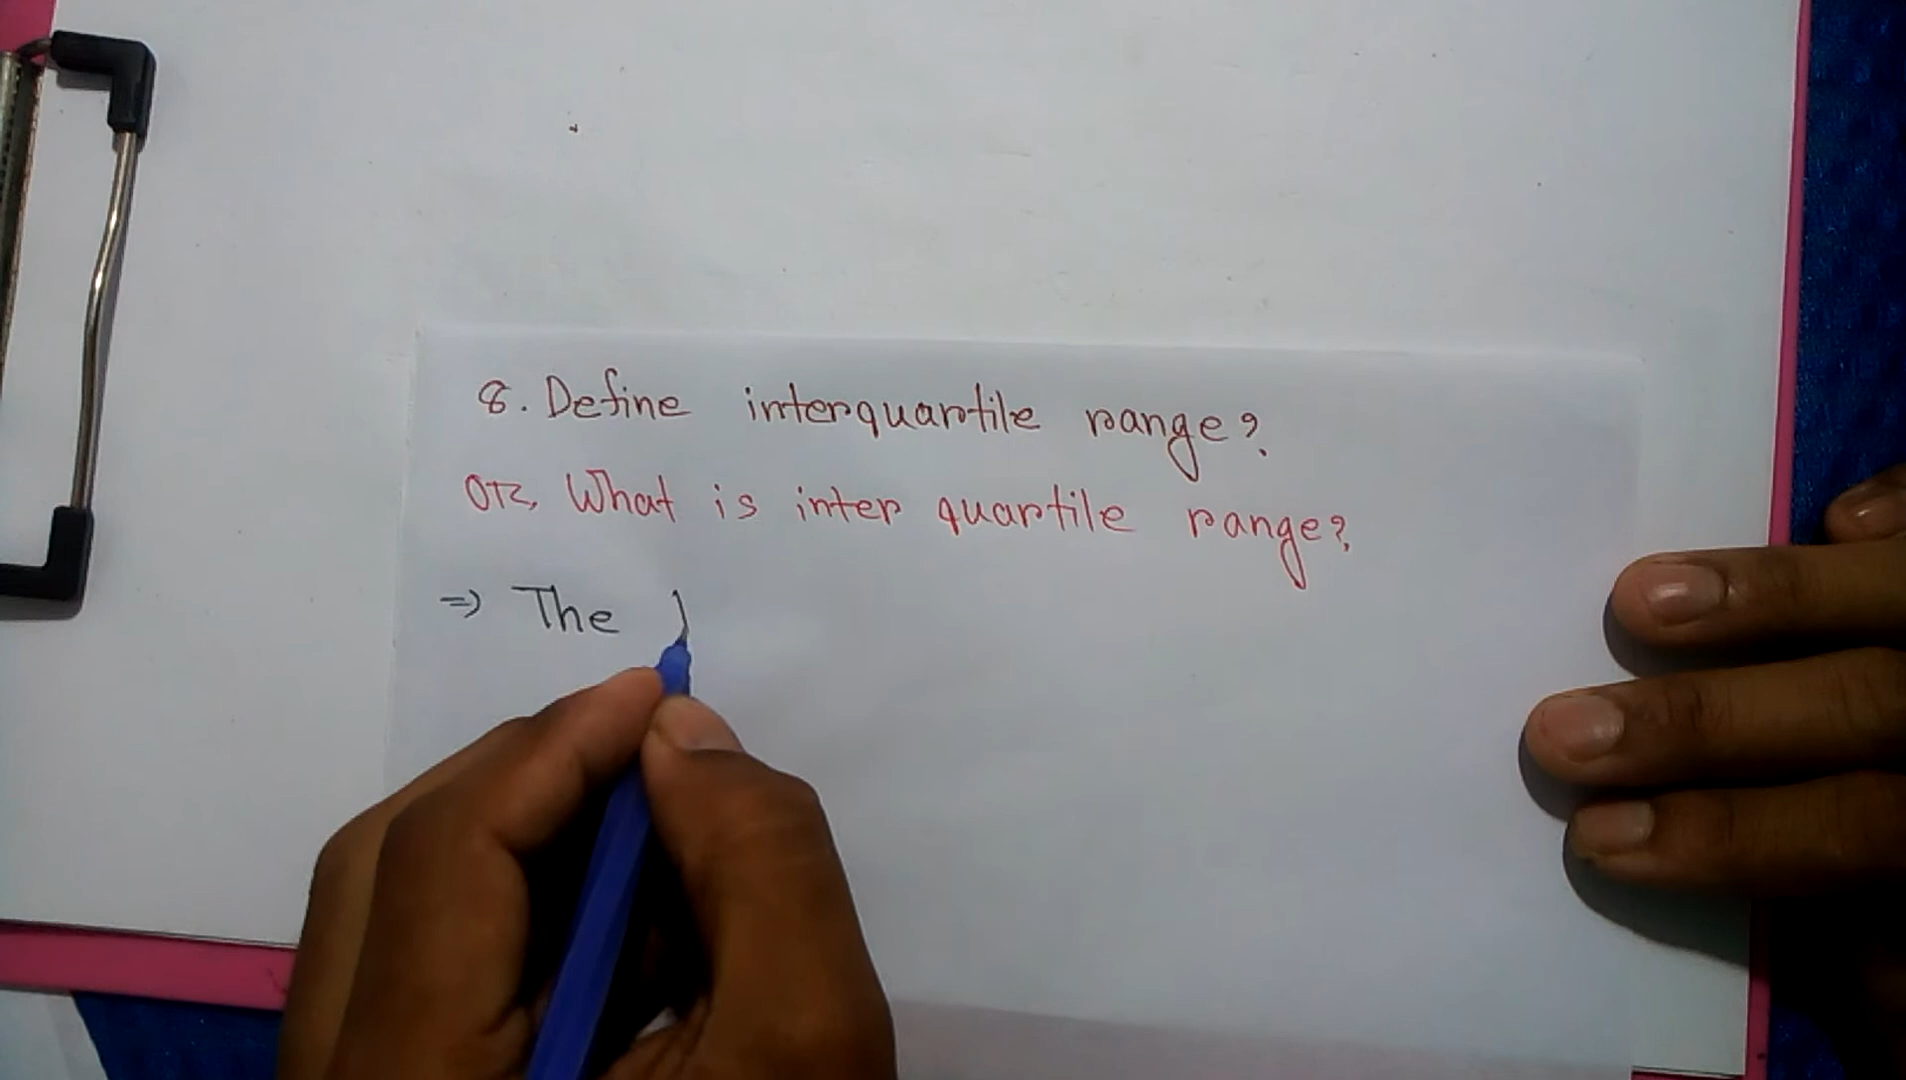 8. Define interquartile range?
OR, What is inter quartile range?
⇒ The